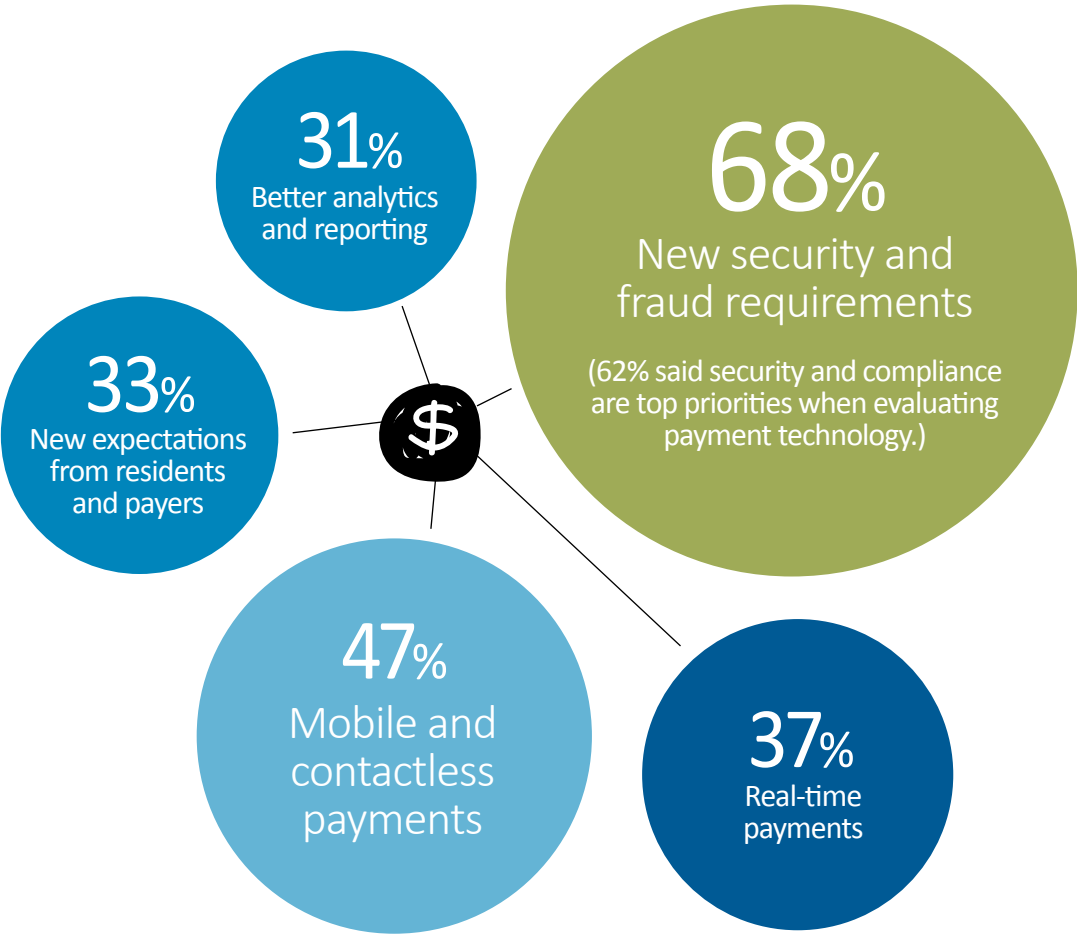 31%
Better analytics
and reporting
68%
New security and
fraud requirements
(62% said security and compliance
are top priorities when evaluating
payment technology.)
33%
New expectations
from residents
and payers
$
47%
Mobile and
contactless
payments
37%
Real-time
payments